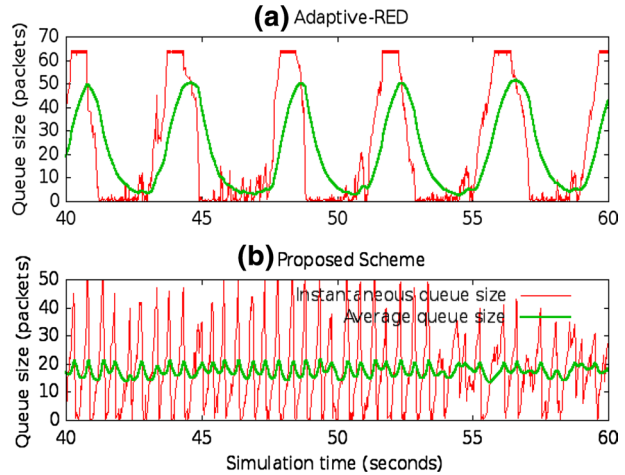 (a) Adaptive-RED
Queue size (packets)
70
60
50
40
30
20
10
0
40 45 50 55 60
(b) Proposed Scheme
Queue size (packets)
50
40
30
20
10
0
Instantaneous queue size
Average queue size
40 45 50 55 60
Simulation time (seconds)